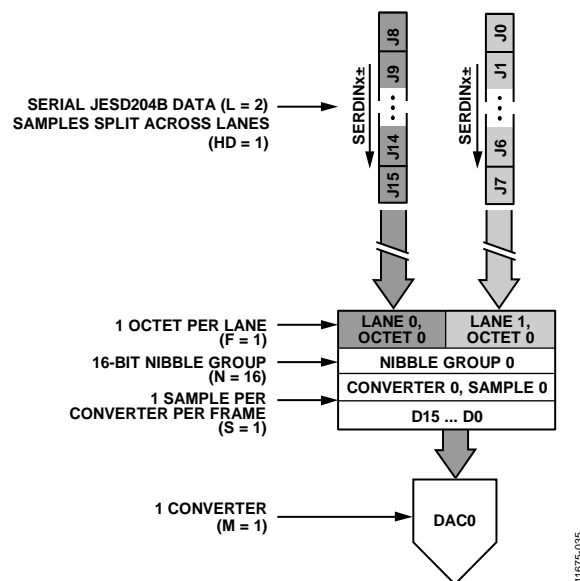 SERIAL JESD204B DATA (L = 2)
SAMPLES SPLIT ACROSS LANES
(HD = 1)
SERDINx±
J8
J9
...
J14
J15
SERDINx±
J0
J1
...
J6
J7
1 OCTET PER LANE
(F = 1)
LANE 0,
OCTET 0
LANE 1,
OCTET 0
16-BIT NIBBLE GROUP
(N = 16)
NIBBLE GROUP 0
1 SAMPLE PER
CONVERTER PER FRAME
(S = 1)
CONVERTER 0, SAMPLE 0
D15 ... D0
1 CONVERTER
(M = 1)
DAC0
11675-035